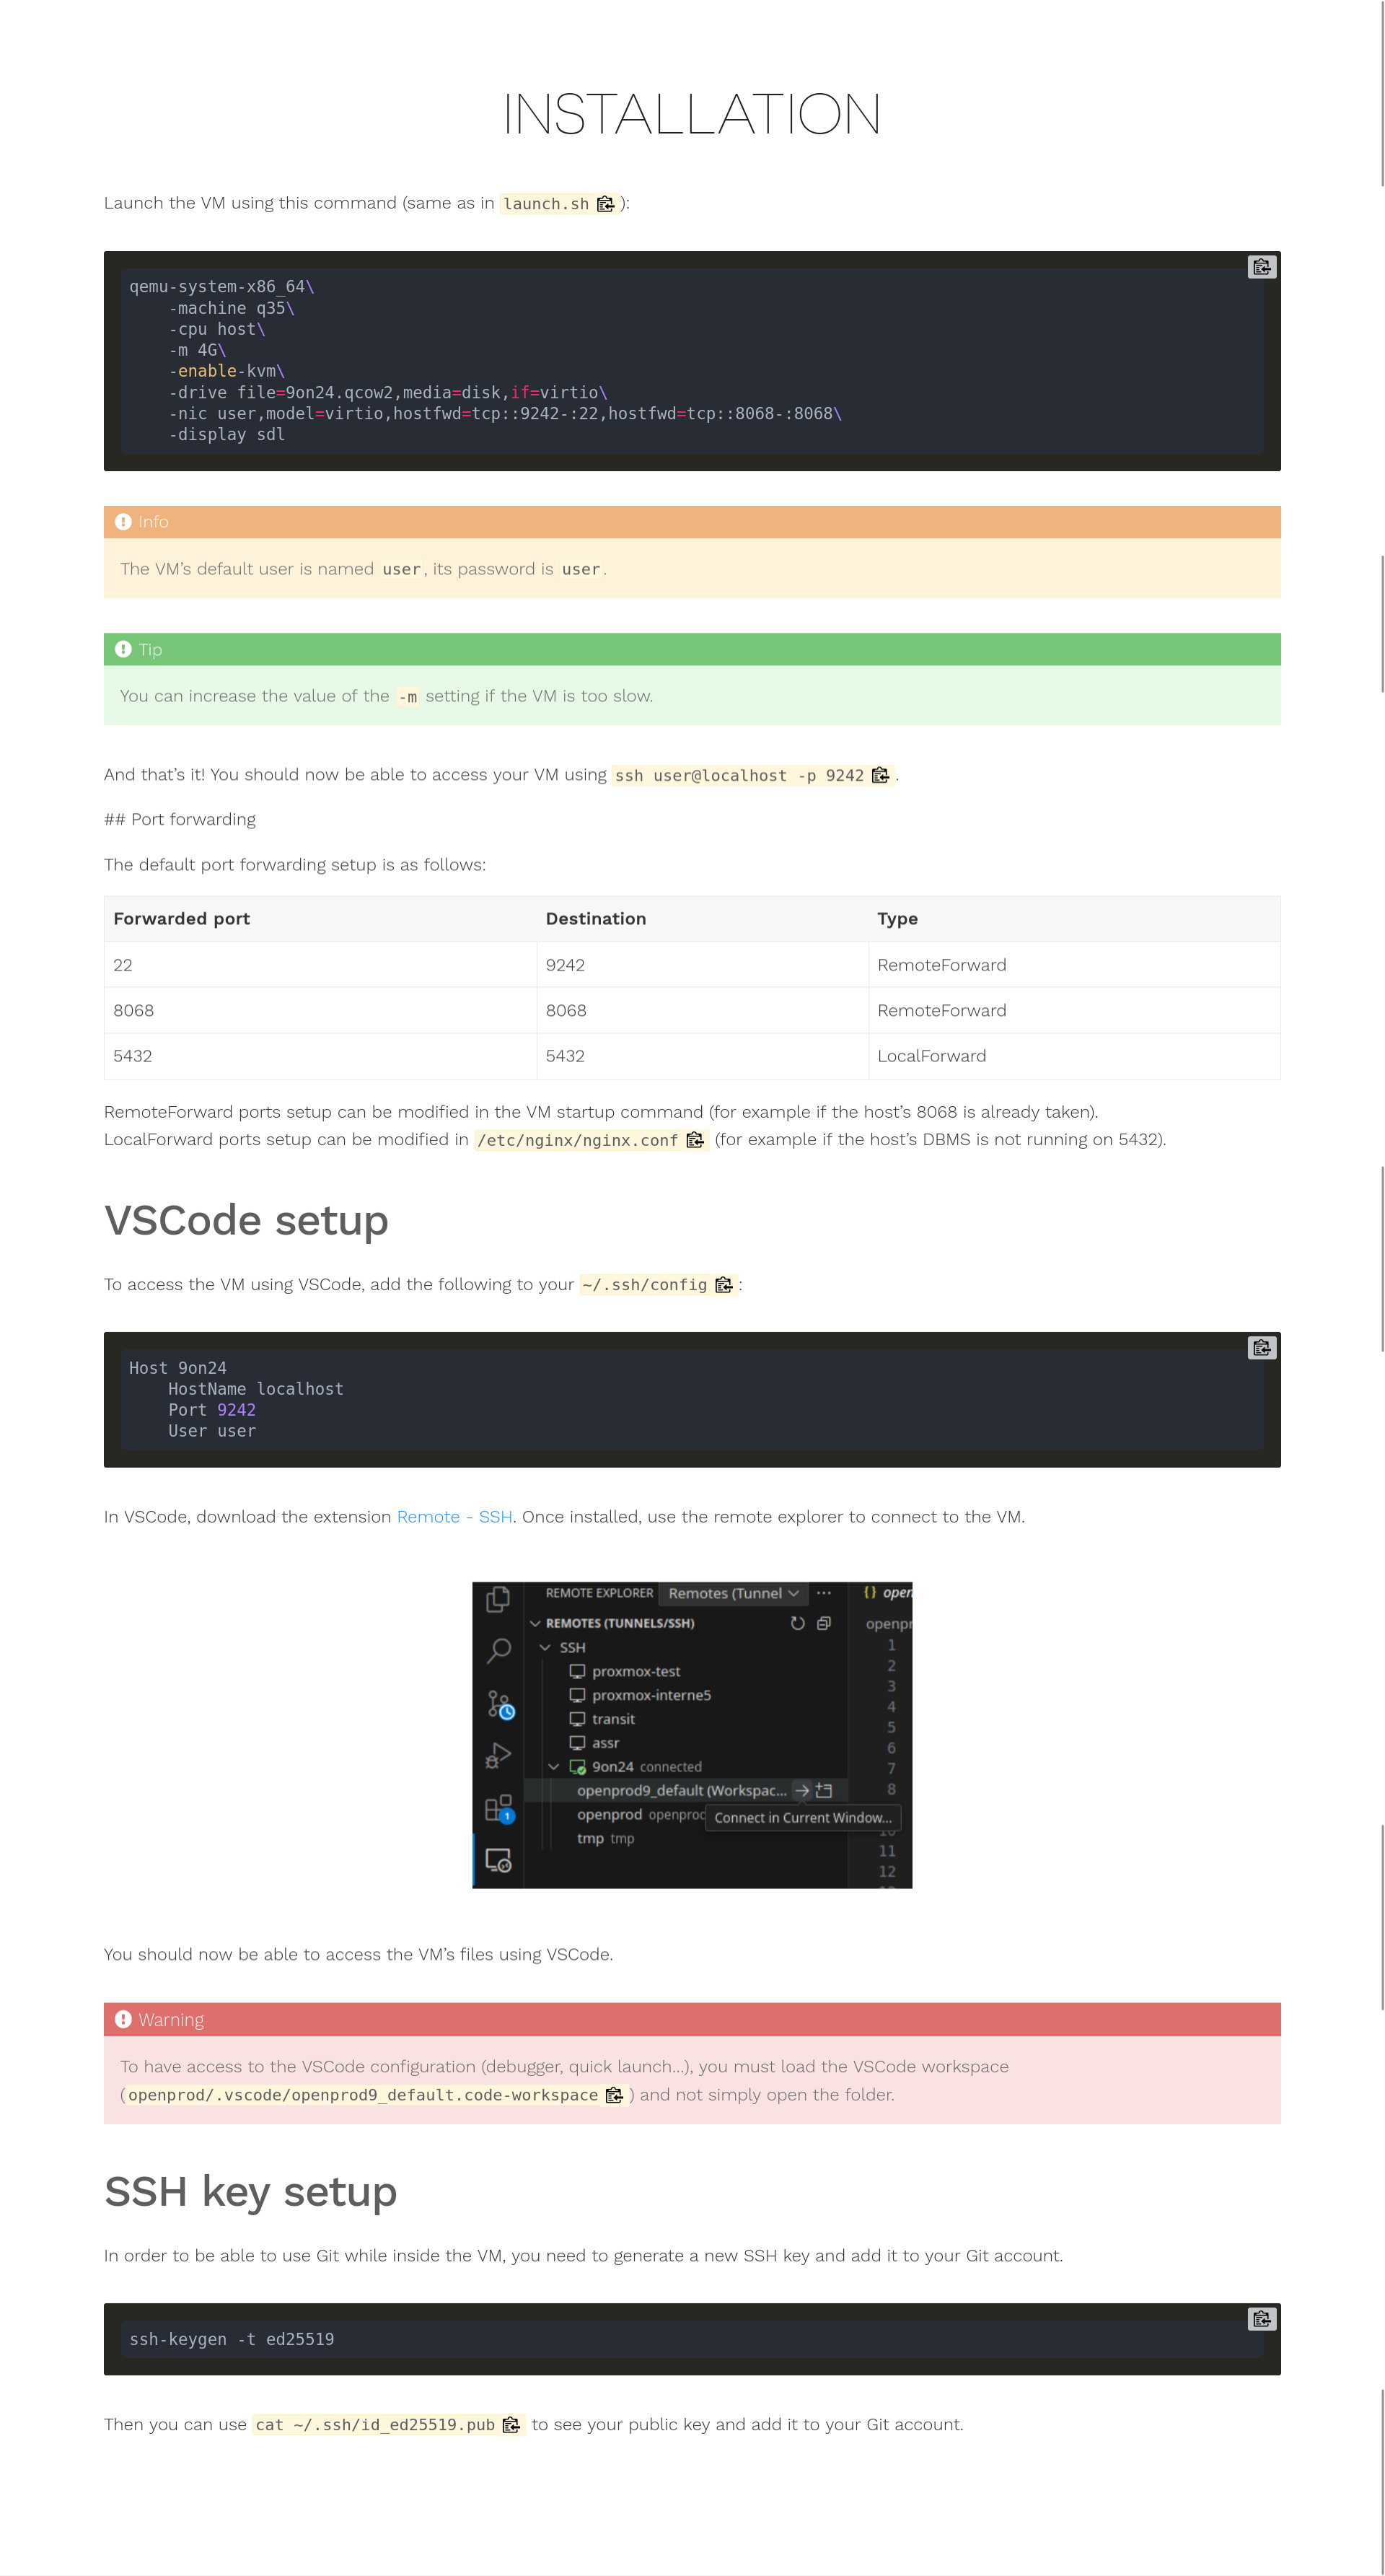 INSTALLATION
Launch the VM using this command (same as in launch.sh ):
qemu-system-x86_64\
    -machine q35\
    -cpu host\
    -m 4G\
    -enable-kvm\
    -drive file=9on24.qcow2,media=disk,if=virtio\
    -nic user,model=virtio,hostfwd=tcp::9242-:22,hostfwd=tcp::8068-:8068\
    -display sdl
Info
The VM’s default user is named user, its password is user.
Tip
You can increase the value of the -m setting if the VM is too slow.
And that’s it! You should now be able to access your VM using ssh user@localhost -p 9242 .
## Port forwarding
The default port forwarding setup is as follows:
Forwarded port Destination Type
22 9242 RemoteForward
8068 8068 RemoteForward
5432 5432 LocalForward
RemoteForward ports setup can be modified in the VM startup command (for example if the host’s 8068 is already taken).
LocalForward ports setup can be modified in /etc/nginx/nginx.conf (for example if the host’s DBMS is not running on 5432).
VSCode setup
To access the VM using VSCode, add the following to your ~/.ssh/config :
Host 9on24
    HostName localhost
    Port 9242
    User user
In VSCode, download the extension Remote - SSH. Once installed, use the remote explorer to connect to the VM.
REMOTE EXPLORER Remotes (Tunnel ··· {} open
REMOTES (TUNNELS/SSH) openpr
SSH 1
proxmox-test 2
proxmox-interne5 3
transit 4
5
assr 6
9on24 connected 7
openprod9_default (Workspac... 8
openprod openprod Connect in Current Window...
tmp tmp 10
11
1 12
You should now be able to access the VM’s files using VSCode.
Warning
To have access to the VSCode configuration (debugger, quick launch…), you must load the VSCode workspace
(openprod/.vscode/openprod9_default.code-workspace ) and not simply open the folder.
SSH key setup
In order to be able to use Git while inside the VM, you need to generate a new SSH key and add it to your Git account.
ssh-keygen -t ed25519
Then you can use cat ~/.ssh/id_ed25519.pub to see your public key and add it to your Git account.